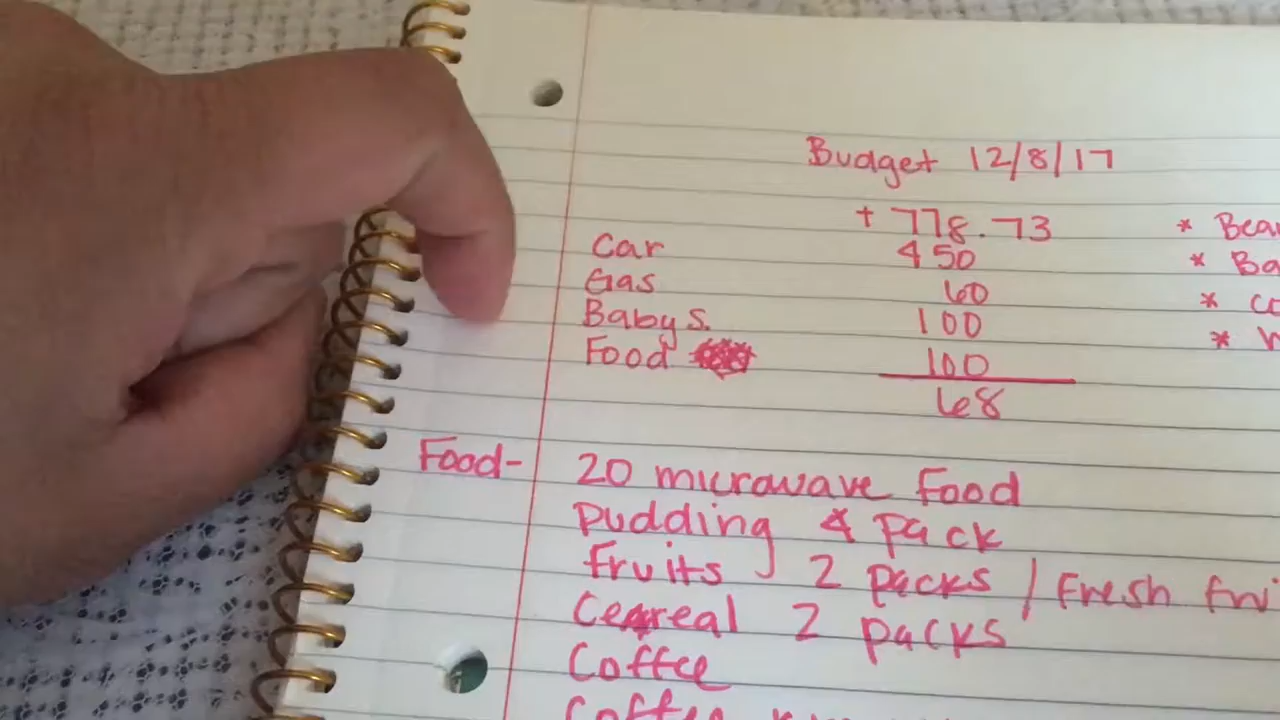 Budget 12/8/17
+ 778.73
Car 450
Gas 60
Baby s. 100
Food 100
68
*
*
*
*
Food- 20 microwave Food
Pudding 4 pack
Fruits 2 packs / Fresh
Cereal 2 packs
Coffee